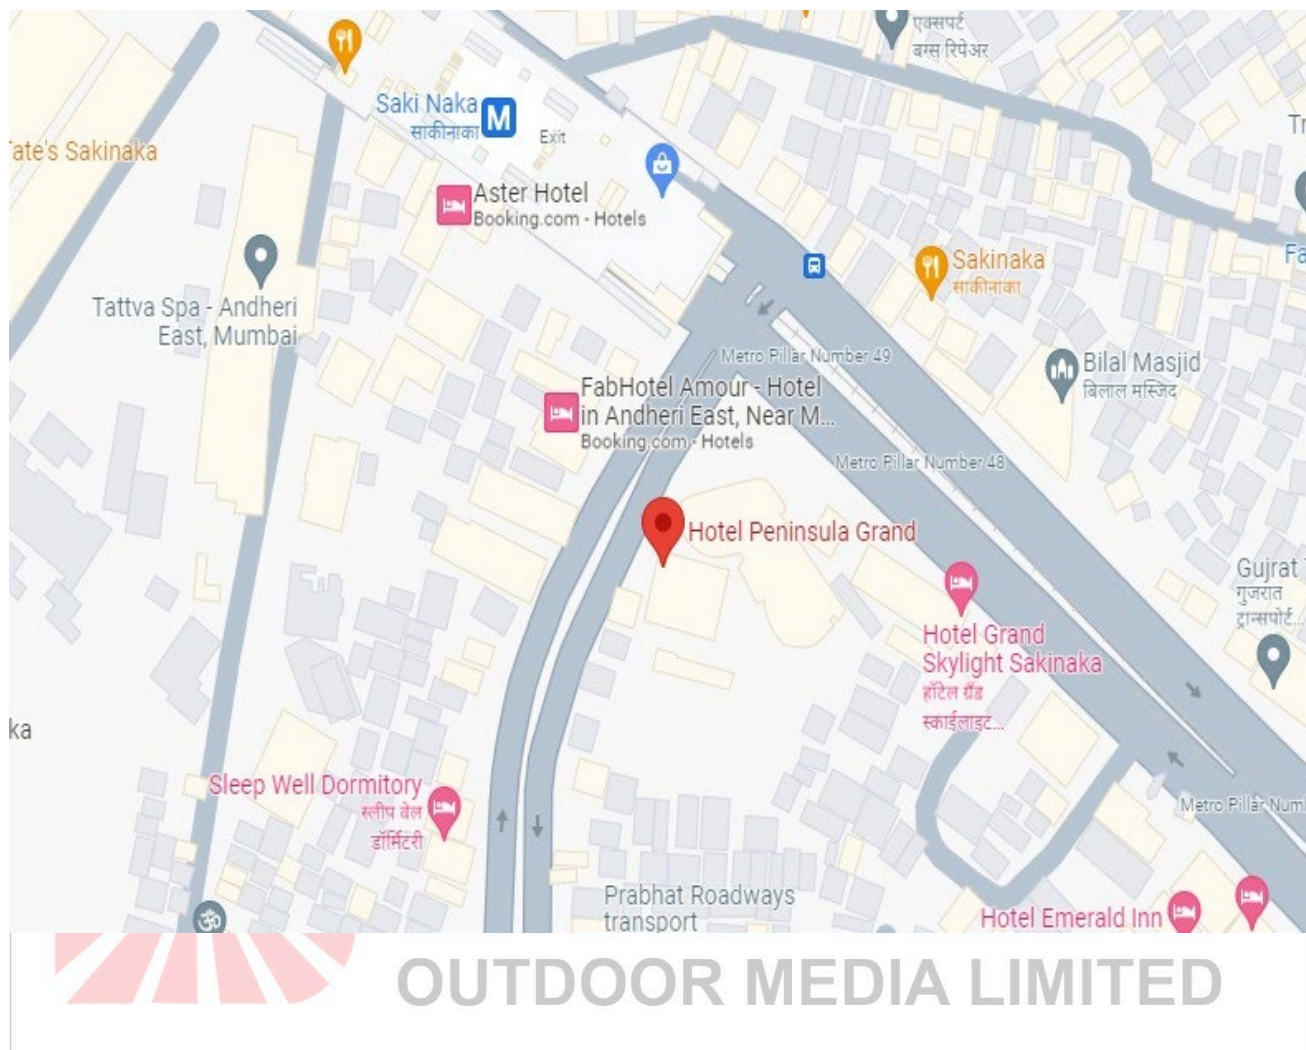 एक्सपर्ट
बग्स रिपेअर
Saki Naka
साकीनाका
M
Exit
Tate's Sakinaka
Aster Hotel
Booking.com - Hotels
Sakinaka
साकीनाका
Tattva Spa - Andheri
East, Mumbai
Metro Pillar Number 49
Bilal Masjid
बिलाल मस्जिद
FabHotel Amour - Hotel
in Andheri East, Near M...
Booking.com - Hotels
Metro Pillar Number 48
Hotel Peninsula Grand
Gujrat
गुजरात
ट्रान्सपोर्ट...
Hotel Grand
Skylight Sakinaka
हॉटेल ग्रँड
स्काईलाइट...
ka
Sleep Well Dormitory
स्लीप वेल
डॉर्मिटरी
Metro Pillar Num
Prabhat Roadways
transport
Hotel Emerald Inn
ॐ
OUTDOOR MEDIA LIMITED